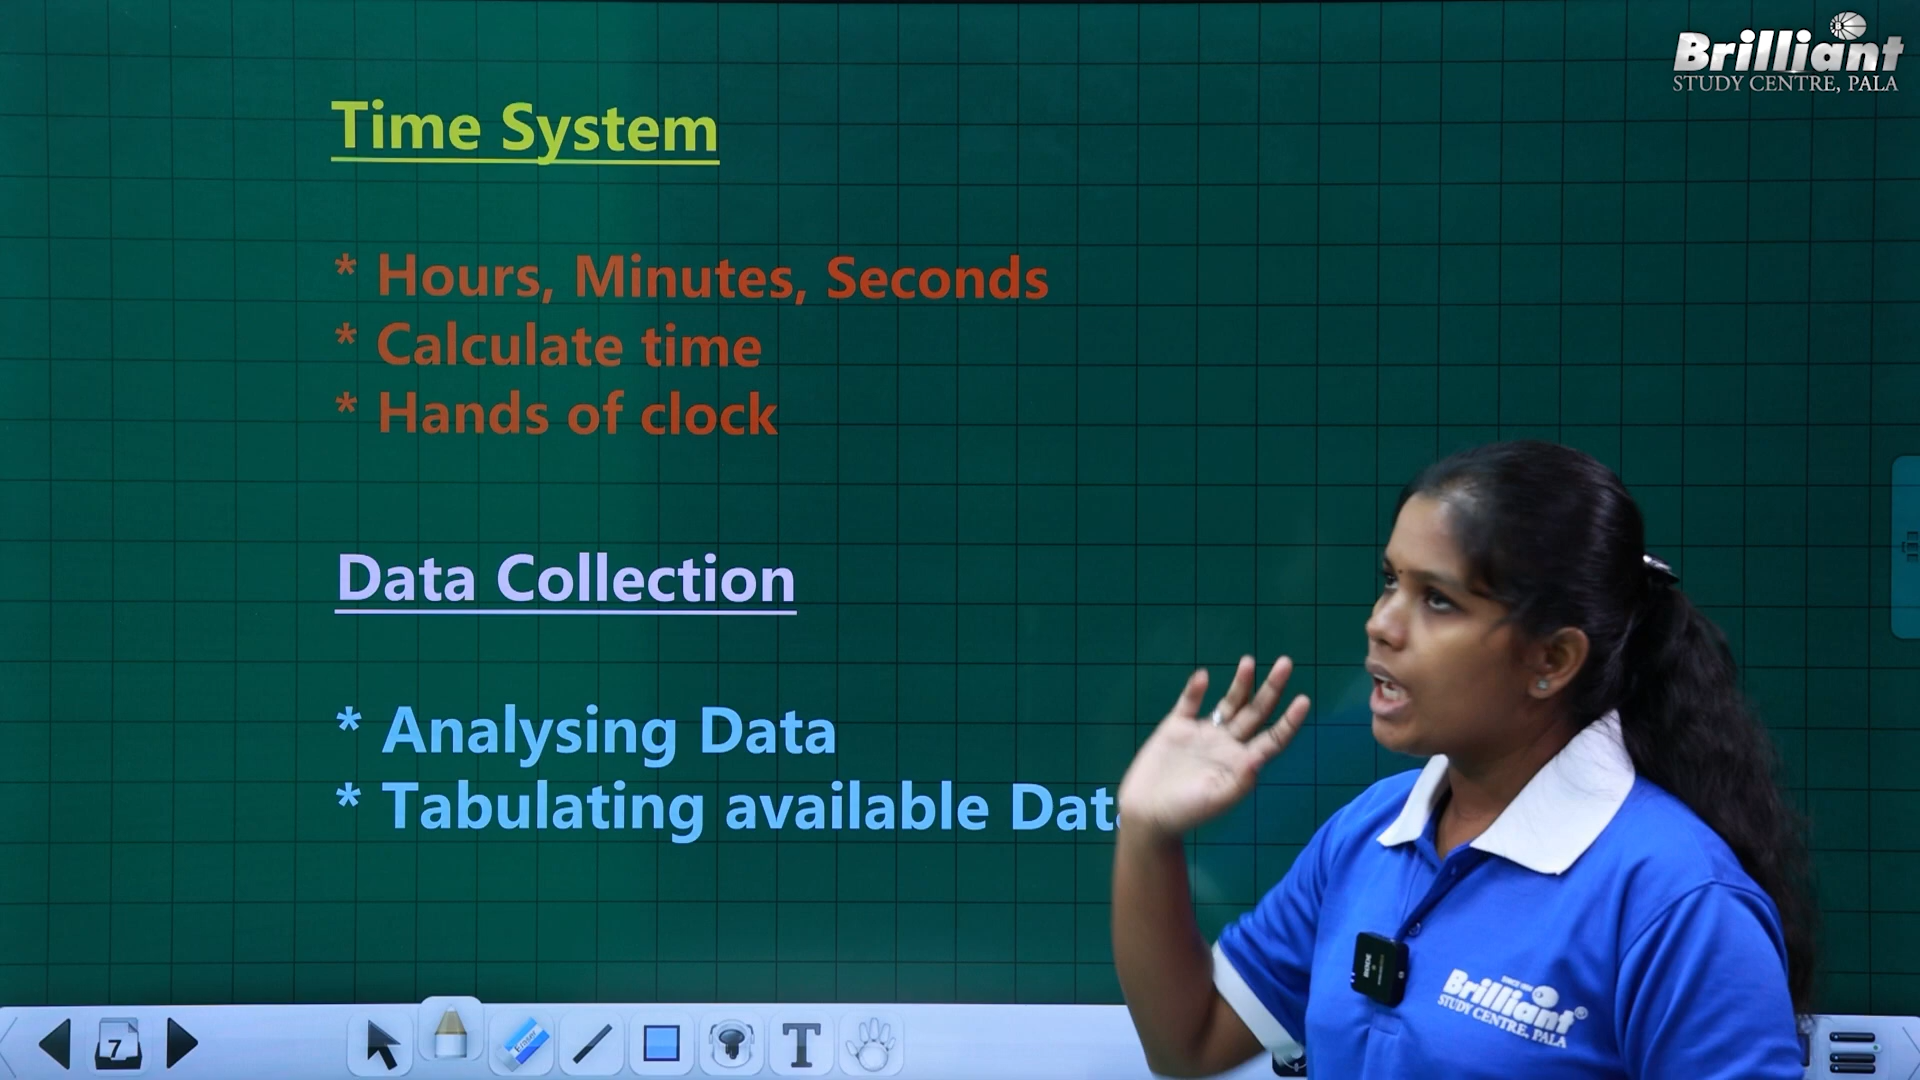 Brilliant
STUDY CENTRE, PALA
Time System
* Hours, Minutes, Seconds
* Calculate time
* Hands of clock
Data Collection
* Analysing Data
* Tabulating available Dat
7
T
Brilliant
STUDY CENTRE, PALA